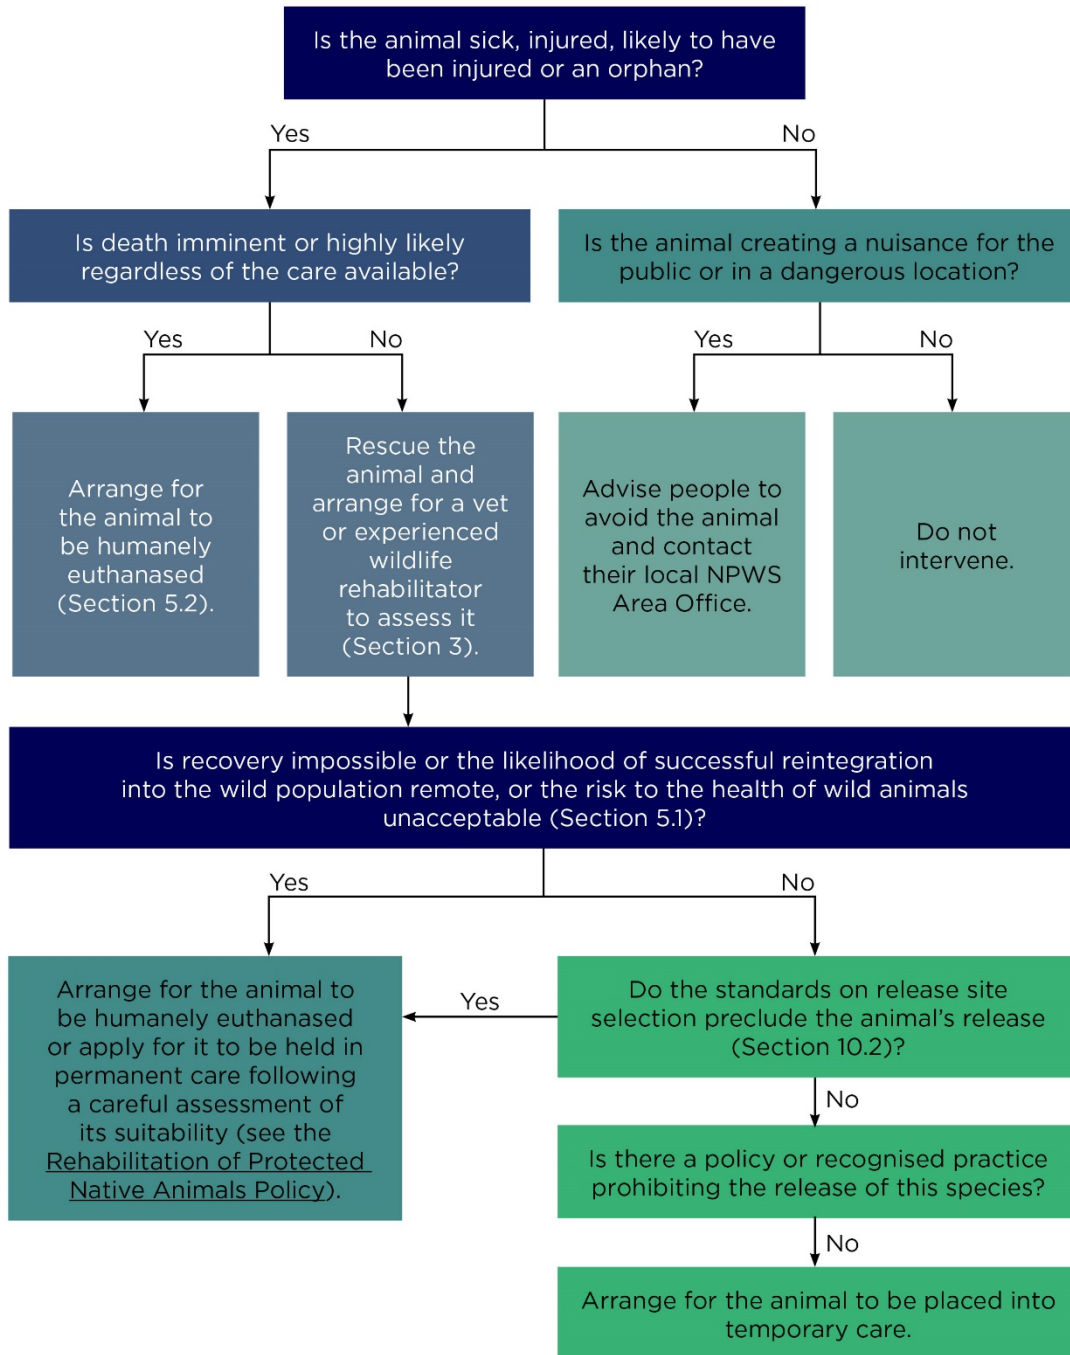 Is the animal sick, injured, likely to have
been injured or an orphan?
Yes
No
Is death imminent or highly likely
regardless of the care available?
Is the animal creating a nuisance for the
public or in a dangerous location?
Yes
No
Yes
No
Arrange for
the animal to
be humanely
euthanased
(Section 5.2).
Rescue the
animal and
arrange for a vet
or experienced
wildlife
rehabilitator
to assess it
(Section 3).
Advise people to
avoid the animal
and contact
their local NPWS
Area Office.
Do not
intervene.
Is recovery impossible or the likelihood of successful reintegration
into the wild population remote, or the risk to the health of wild animals
unacceptable (Section 5.1)?
Yes
No
Arrange for the animal to
be humanely euthanased
or apply for it to be held in
permanent care following
a careful assessment of
its suitability (see the
Rehabilitation of Protected
Native Animals Policy).
Yes
Do the standards on release site
selection preclude the animal’s release
(Section 10.2)?
No
Is there a policy or recognised practice
prohibiting the release of this species?
No
Arrange for the animal to be placed into
temporary care.